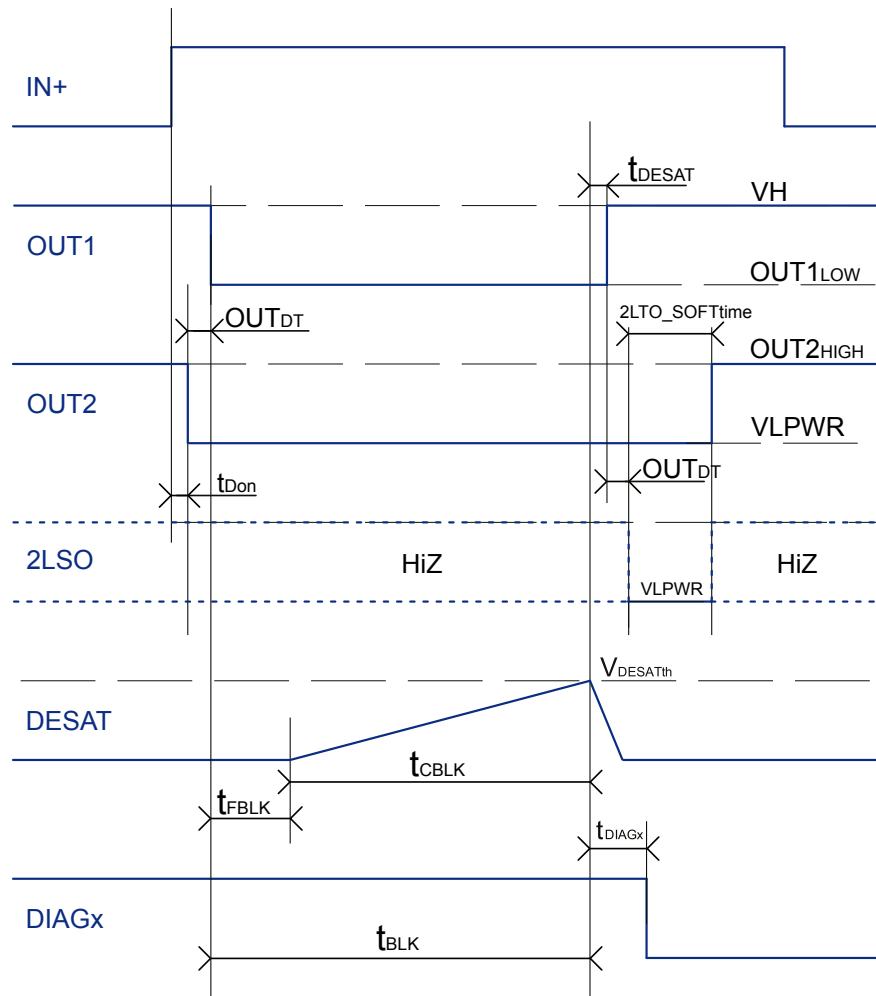 IN+
tDESAT
VH
OUT1
OUT1LOW
OUTDT
2LTO_SOFTtime
OUT2HIGH
OUT2
VLPWR
OUTDT
tDon
2LSO
HiZ
HiZ
VLPWR
VDESATth
DESAT
tCBLK
tFBLK
tDIAGx
DIAGx
tBLK